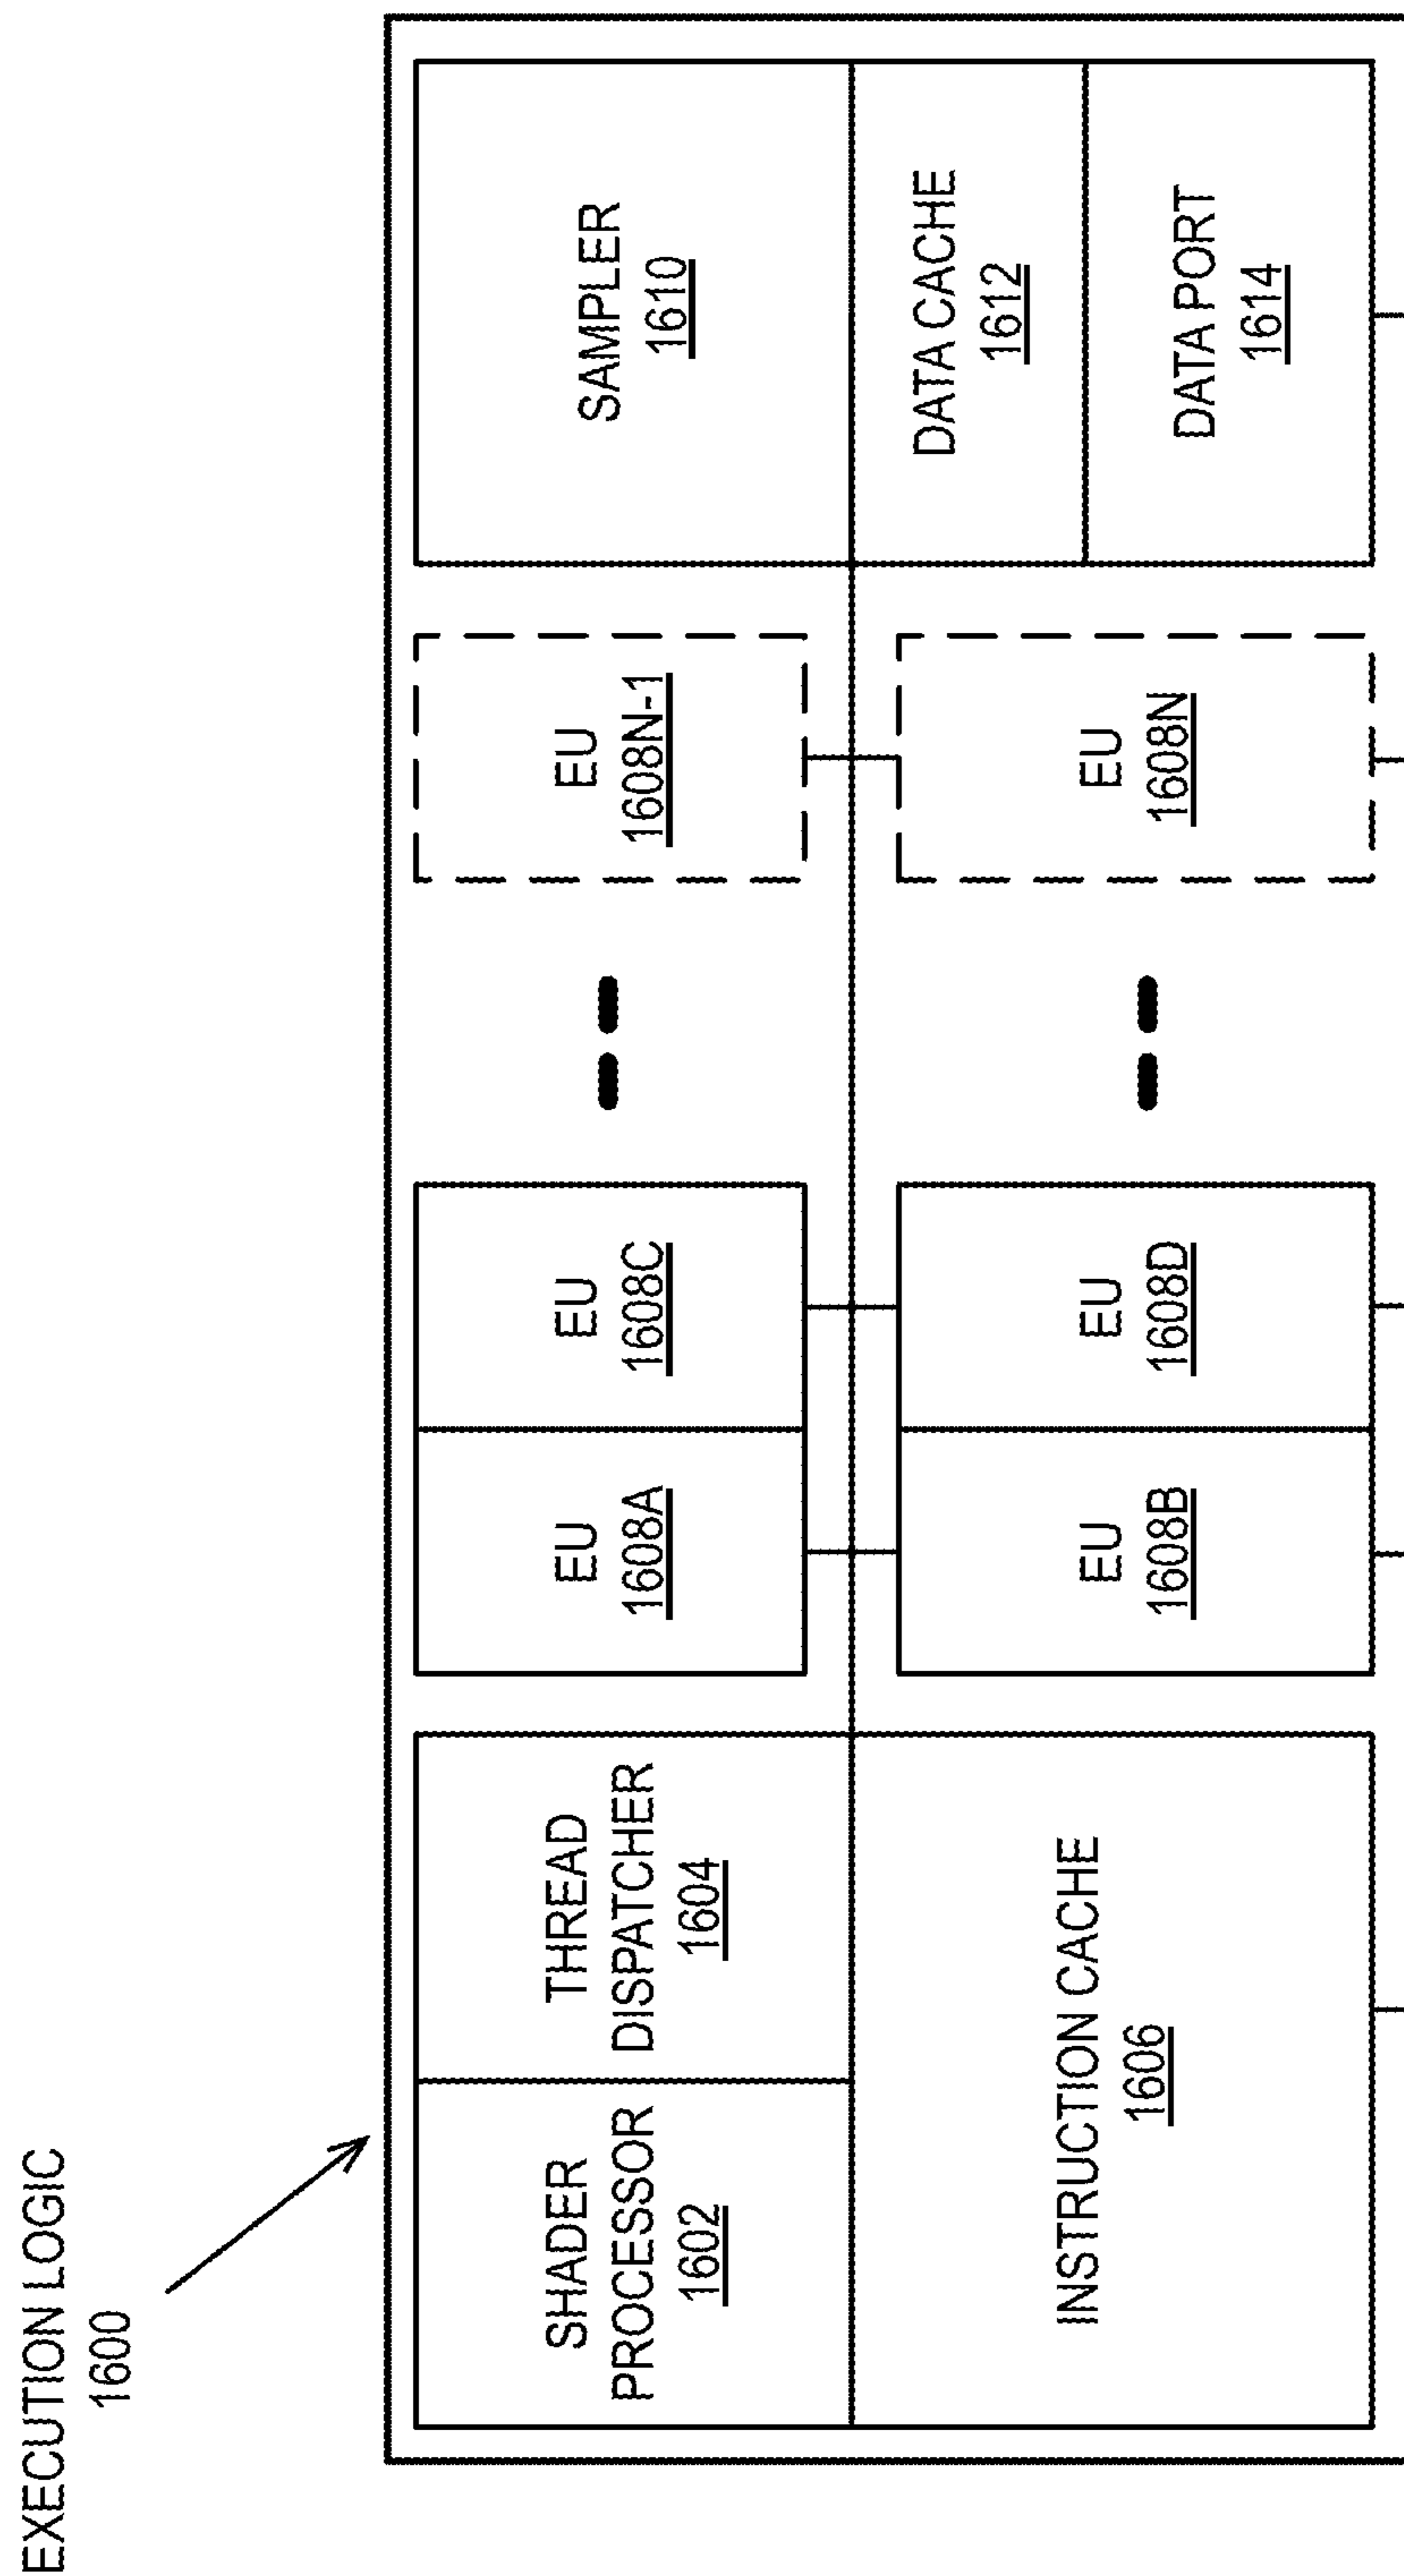 EXECUTION LOGIC
1600
SHADER
PROCESSOR
1602
THREAD
DISPATCHER
1604
INSTRUCTION CACHE
1606
EU
1608A
EU
1608C
EU
1608B
EU
1608D
EU
1608N-1
EU
1608N
SAMPLER
1610
DATA CACHE
1612
DATA PORT
1614